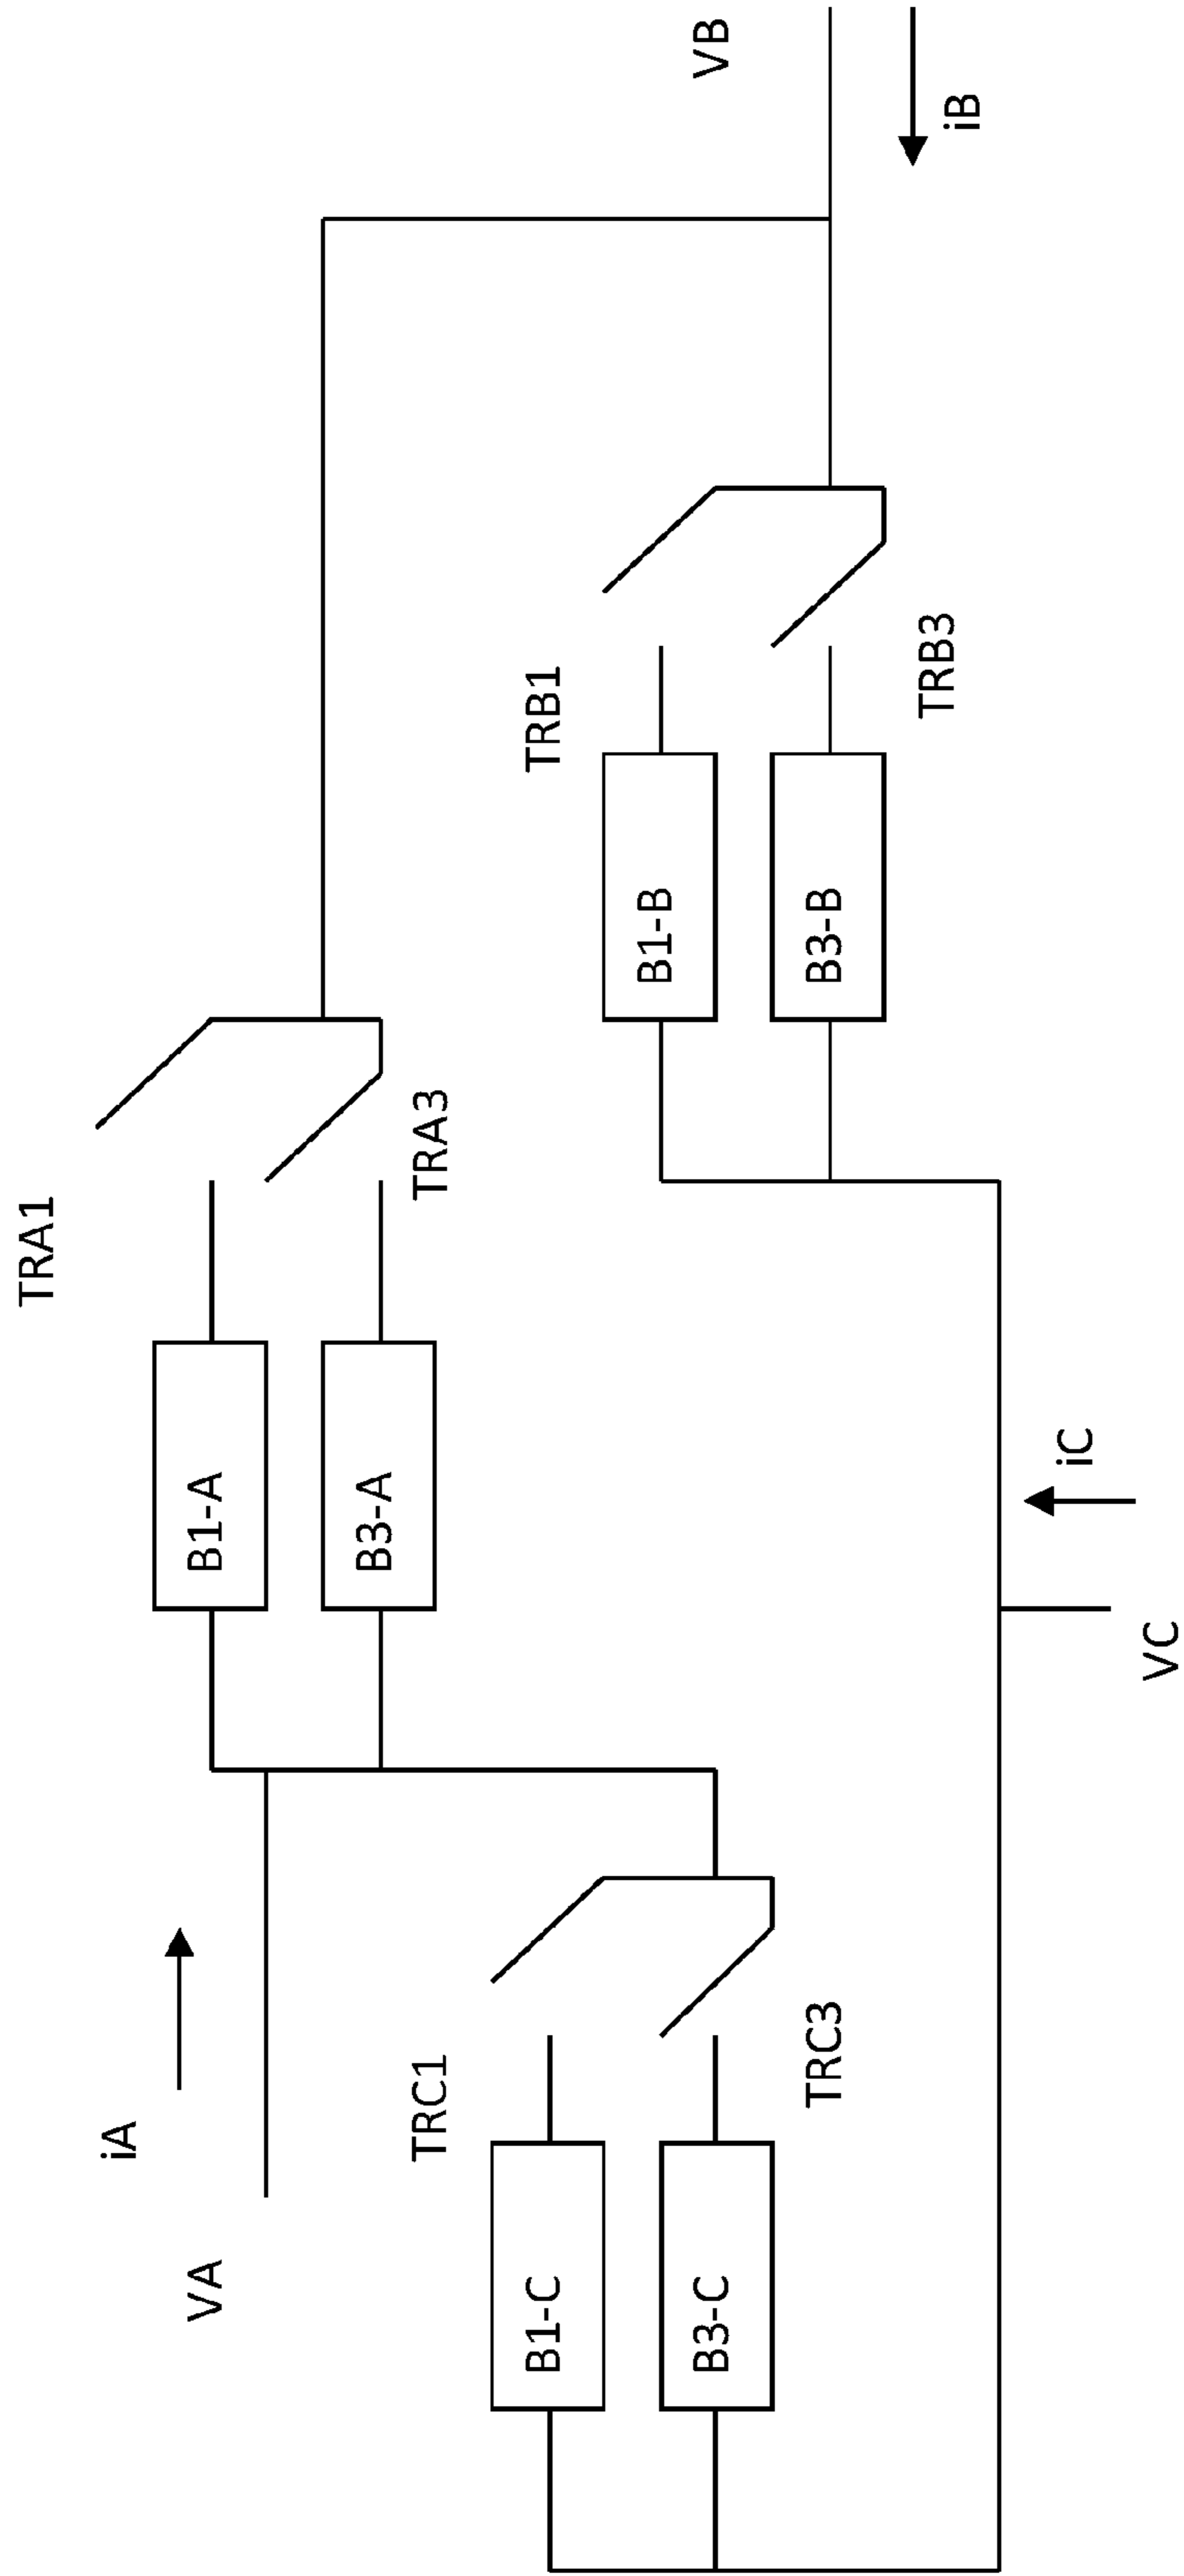 TRA1
B1-A
B3-A
TRA3
iA
VA
TRC1
B1-C
B3-C
TRC3
TRB1
B1-B
B3-B
TRB3
VB
iB
iC
VC